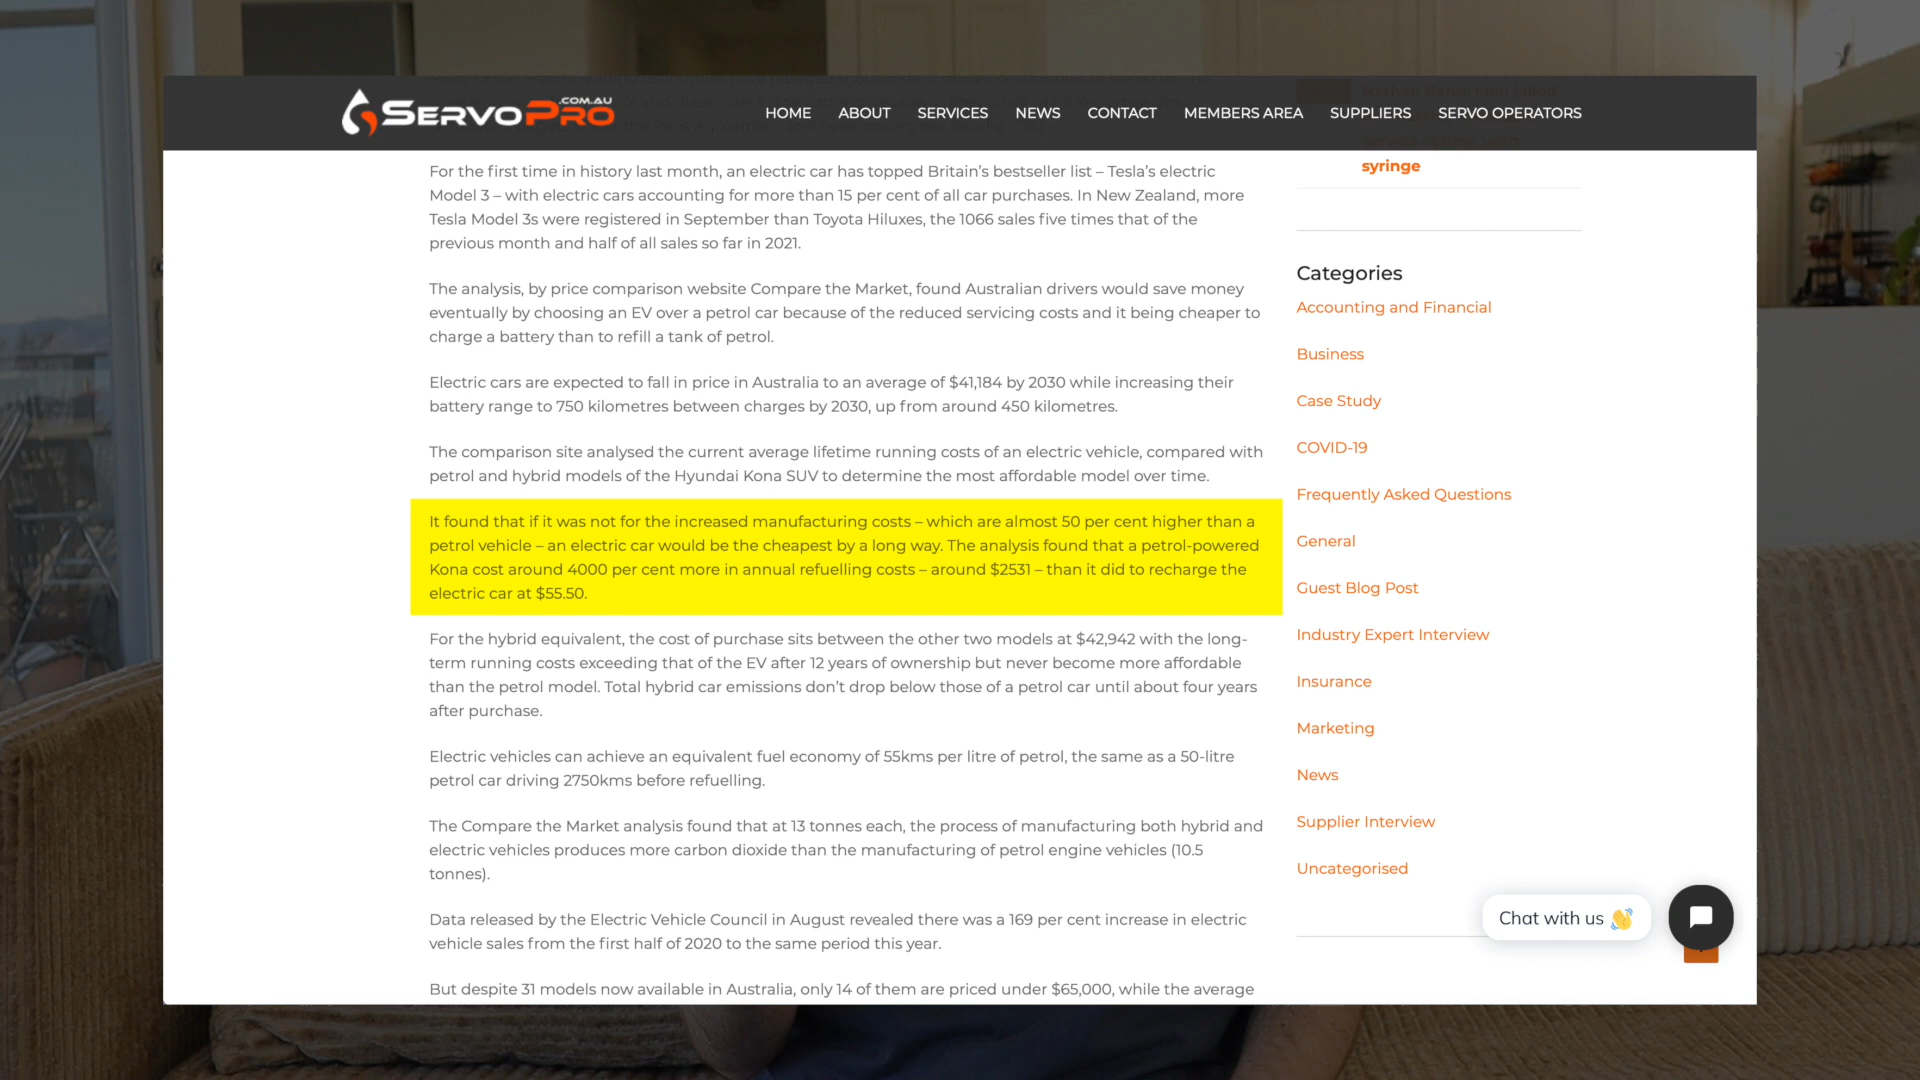 SERVOPRO .COM.AU
HOME ABOUT SERVICES NEWS CONTACT MEMBERS AREA SUPPLIERS SERVO OPERATORS
For the first time in history last month, an electric car has topped Britain’s bestseller list – Tesla’s electric
Model 3 – with electric cars accounting for more than 15 per cent of all car purchases. In New Zealand, more
Tesla Model 3s were registered in September than Toyota Hiluxes, the 1066 sales five times that of the
previous month and half of all sales so far in 2021.
The analysis, by price comparison website Compare the Market, found Australian drivers would save money
eventually by choosing an EV over a petrol car because of the reduced servicing costs and it being cheaper to
charge a battery than to refill a tank of petrol.
Electric cars are expected to fall in price in Australia to an average of $41,184 by 2030 while increasing their
battery range to 750 kilometres between charges by 2030, up from around 450 kilometres.
The comparison site analysed the current average lifetime running costs of an electric vehicle, compared with
petrol and hybrid models of the Hyundai Kona SUV to determine the most affordable model over time.
It found that if it was not for the increased manufacturing costs – which are almost 50 per cent higher than a
petrol vehicle – an electric car would be the cheapest by a long way. The analysis found that a petrol-powered
Kona cost around 4000 per cent more in annual refuelling costs – around $2531 – than it did to recharge the
electric car at $55.50.
For the hybrid equivalent, the cost of purchase sits between the other two models at $42,942 with the long-
term running costs exceeding that of the EV after 12 years of ownership but never become more affordable
than the petrol model. Total hybrid car emissions don’t drop below those of a petrol car until about four years
after purchase.
Electric vehicles can achieve an equivalent fuel economy of 55kms per litre of petrol, the same as a 50-litre
petrol car driving 2750kms before refuelling.
The Compare the Market analysis found that at 13 tonnes each, the process of manufacturing both hybrid and
electric vehicles produces more carbon dioxide than the manufacturing of petrol engine vehicles (10.5
tonnes).
Data released by the Electric Vehicle Council in August revealed there was a 169 per cent increase in electric
vehicle sales from the first half of 2020 to the same period this year.
But despite 31 models now available in Australia, only 14 of them are priced under $65,000, while the average
syringe
Categories
Accounting and Financial
Business
Case Study
COVID-19
Frequently Asked Questions
General
Guest Blog Post
Industry Expert Interview
Insurance
Marketing
News
Supplier Interview
Uncategorised
Chat with us 👋